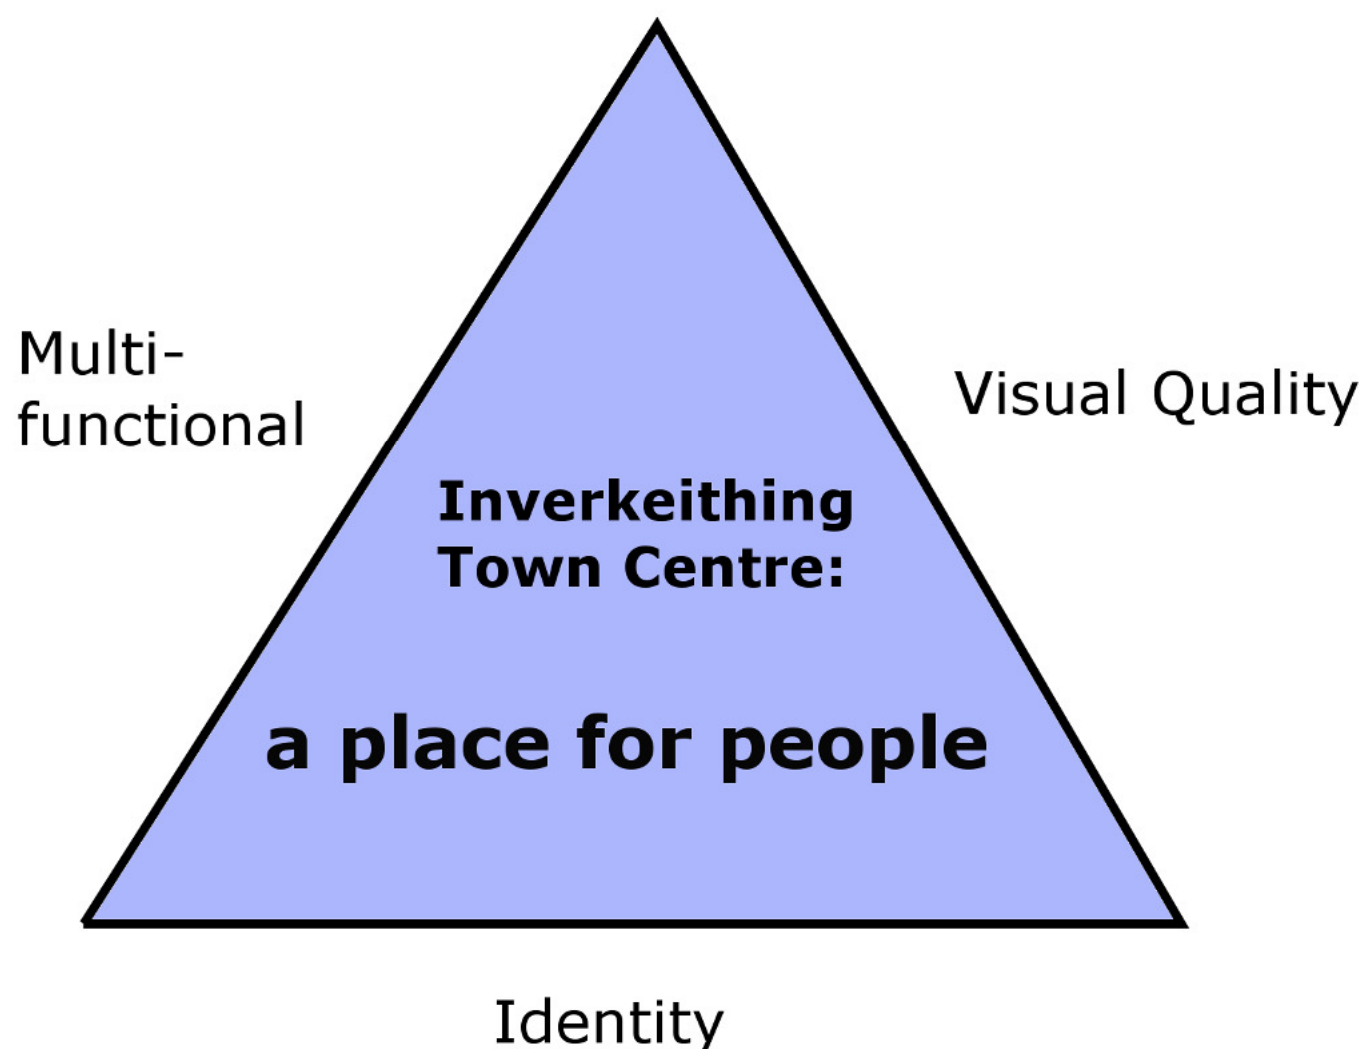 Multi-
functional
Visual Quality
Inverkeithing
Town Centre:
a place for people
Identity